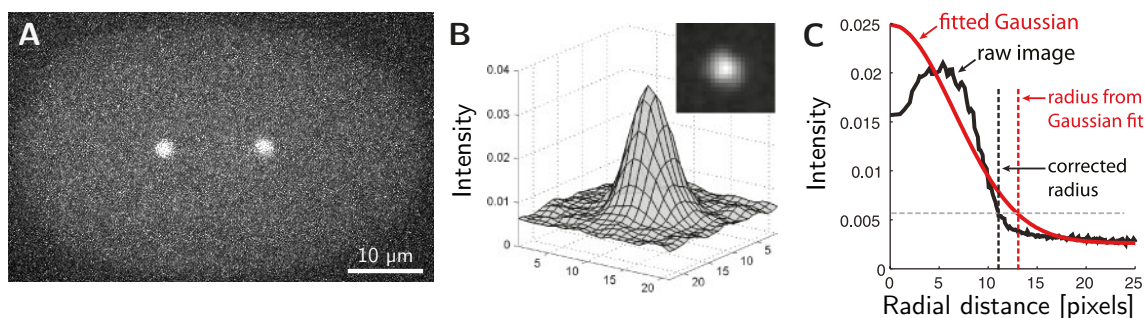 A
10 µm
B
Intensity
0.04
0.03
0.02
0.01
0
5
10
15
20
20
15
10
5
C
Intensity
0.025
0.02
0.015
0.01
0.005
0
fitted Gaussian
raw image
radius from
Gaussian fit
corrected
radius
0 5 10 15 20 25
Radial distance [pixels]